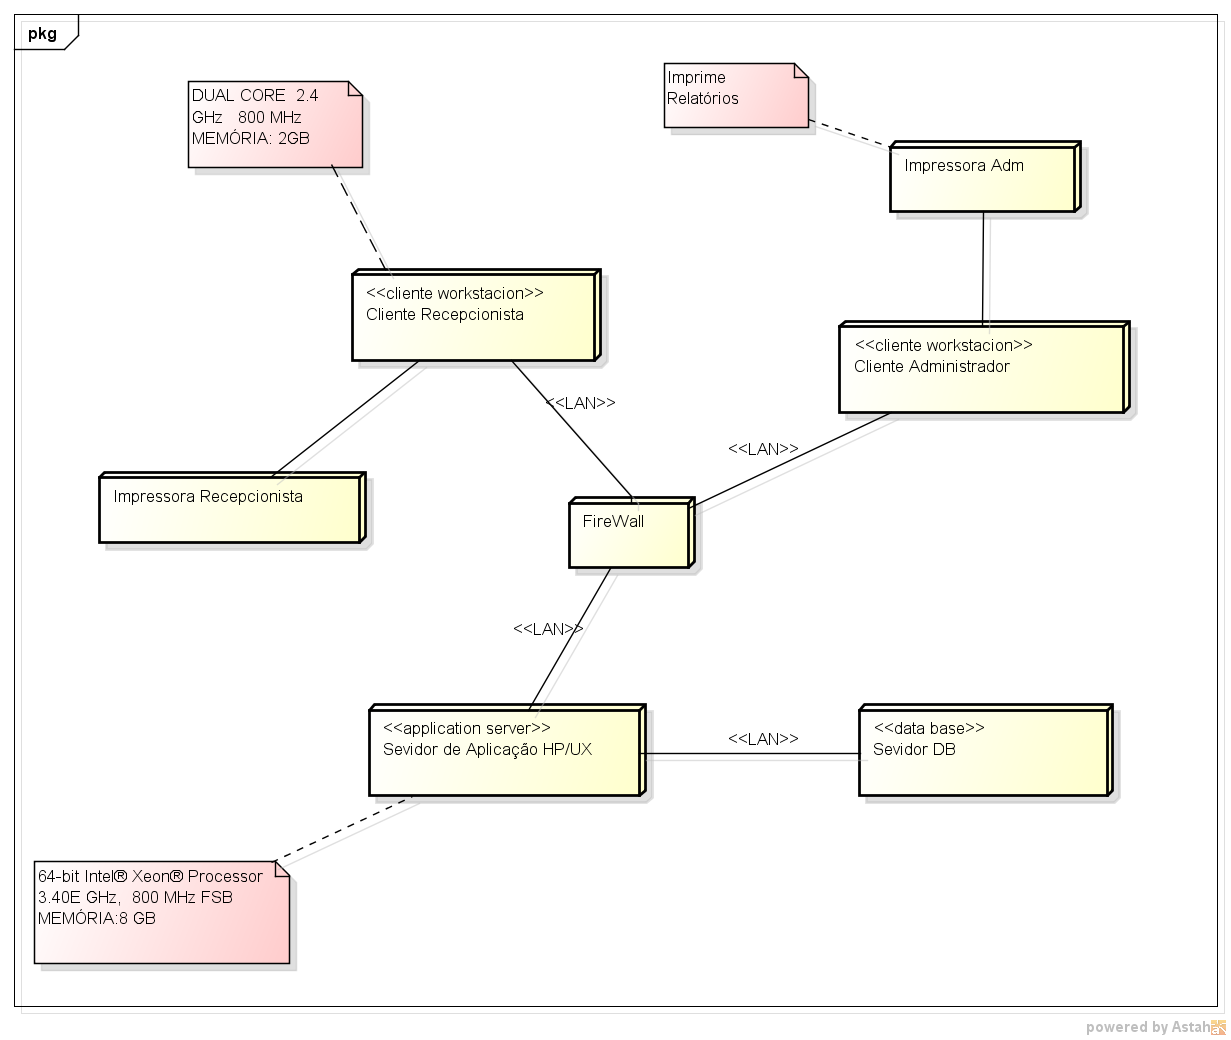 pkg
DUAL CORE  2.4
GHz   800 MHz
MEMÓRIA: 2GB
Imprime
Relatórios
Impressora Adm
<<cliente workstacion>>
Cliente Recepcionista
<<cliente workstacion>>
Cliente Administrador
<<LAN>>
<<LAN>>
Impressora Recepcionista
FireWall
<<LAN>>
<<application server>>
Sevidor de Aplicação HP/UX
<<LAN>>
<<data base>>
Sevidor DB
64-bit Intel® Xeon® Processor
3.40E GHz,  800 MHz FSB
MEMÓRIA:8 GB
powered by Astah